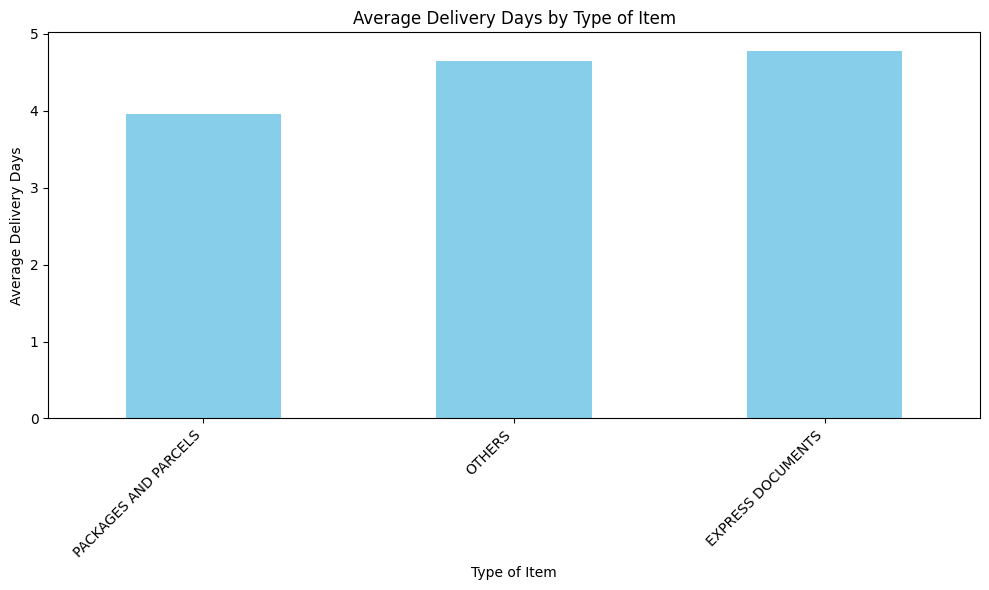 Average Delivery Days by Type of Item
Average Delivery Days
5
4
3
2
1
0
PACKAGES AND PARCELS
OTHERS
EXPRESS DOCUMENTS
Type of Item